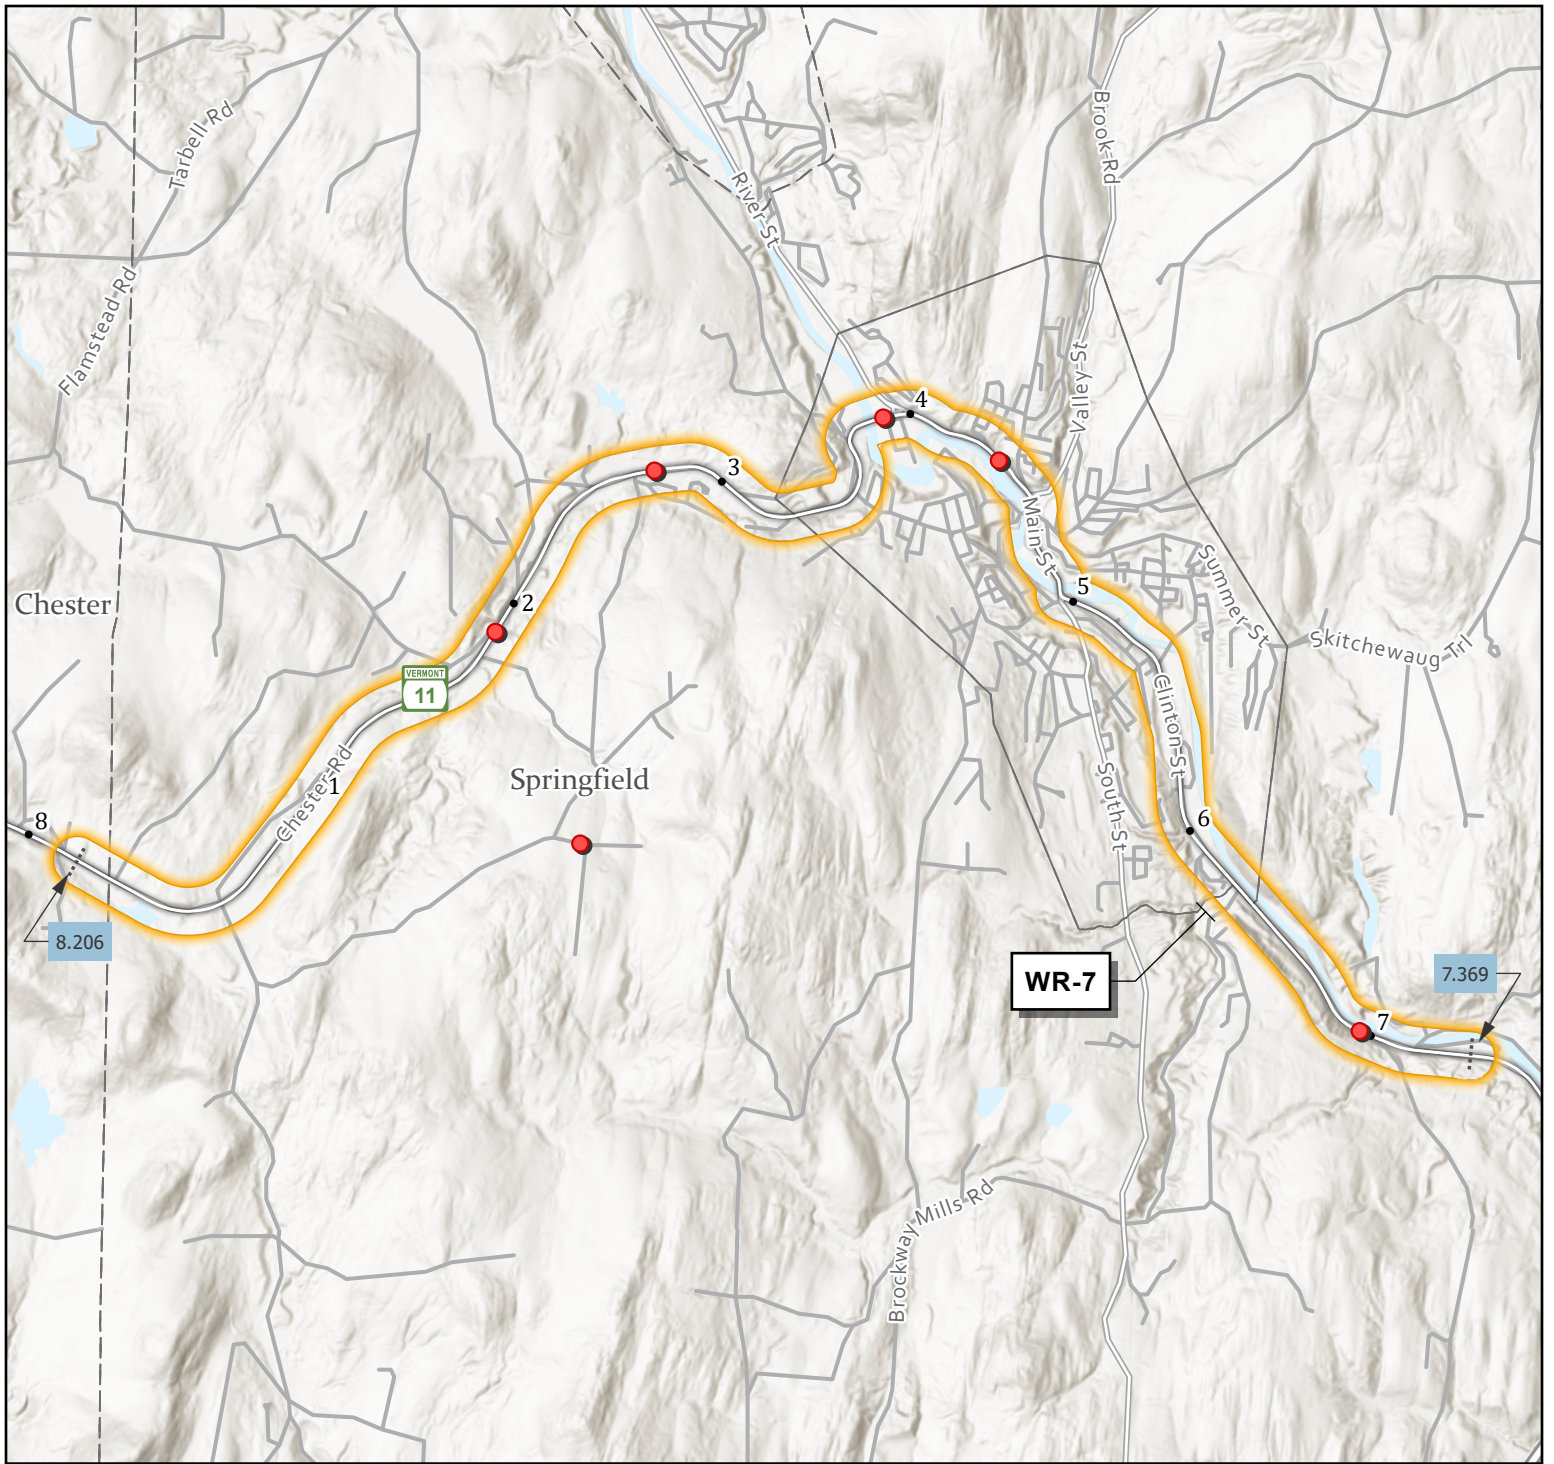 Tarbell Rd
Brook Rd
River St
Flamstead Rd
Valley St
4
3
Main St
Chester
2
5
Summer St
Skitchewaug Trl
VERMONT
11
Clinton St
Springfield
1
Chester Rd
South St
8
6
8.206
WR-7
7.369
7
Brockway Mills Rd